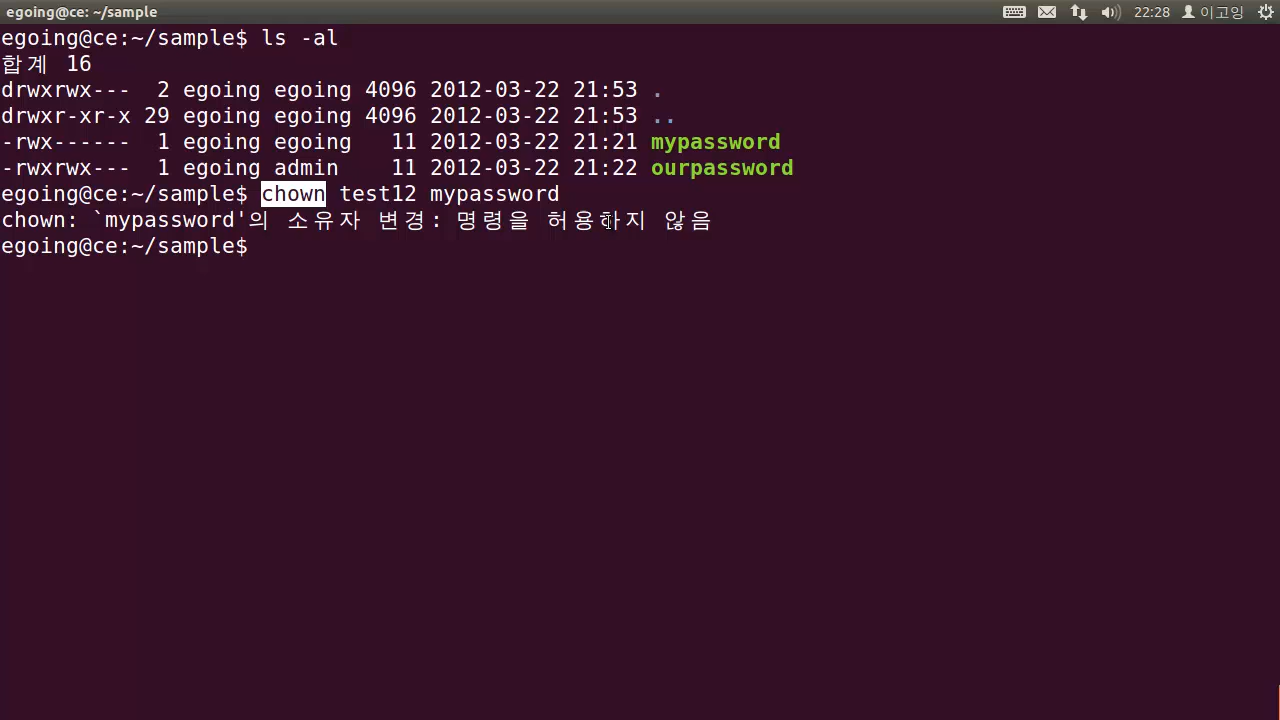 egoing@ce: ~/sample
22:28 이고잉
egoing@ce:~/sample$ ls -al
합계 16
drwxrwx---  2 egoing egoing 4096 2012-03-22 21:53 .
drwxr-xr-x 29 egoing egoing 4096 2012-03-22 21:53 ..
-rwx------  1 egoing egoing   11 2012-03-22 21:21 mypassword
-rwxrwx---  1 egoing admin    11 2012-03-22 21:22 ourpassword
egoing@ce:~/sample$ chown test12 mypassword
chown: `mypassword'의 소유자 변경: 명령을 허용하지 않음
egoing@ce:~/sample$